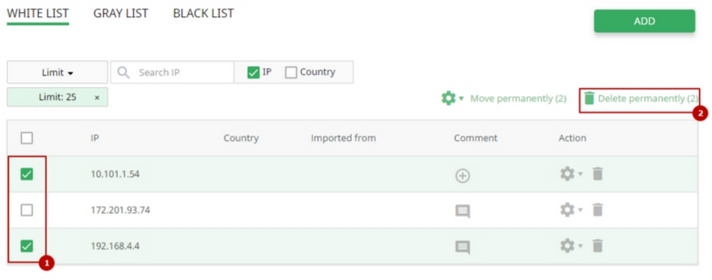 WHITE LIST GRAY LIST BLACK LIST
ADD
Limit Search IP IP Country
Limit: 25 × Move permanently (2) Delete permanently (2)
2
IP Country Imported from Comment Action
10.101.1.54
172.201.93.74
192.168.4.4
1